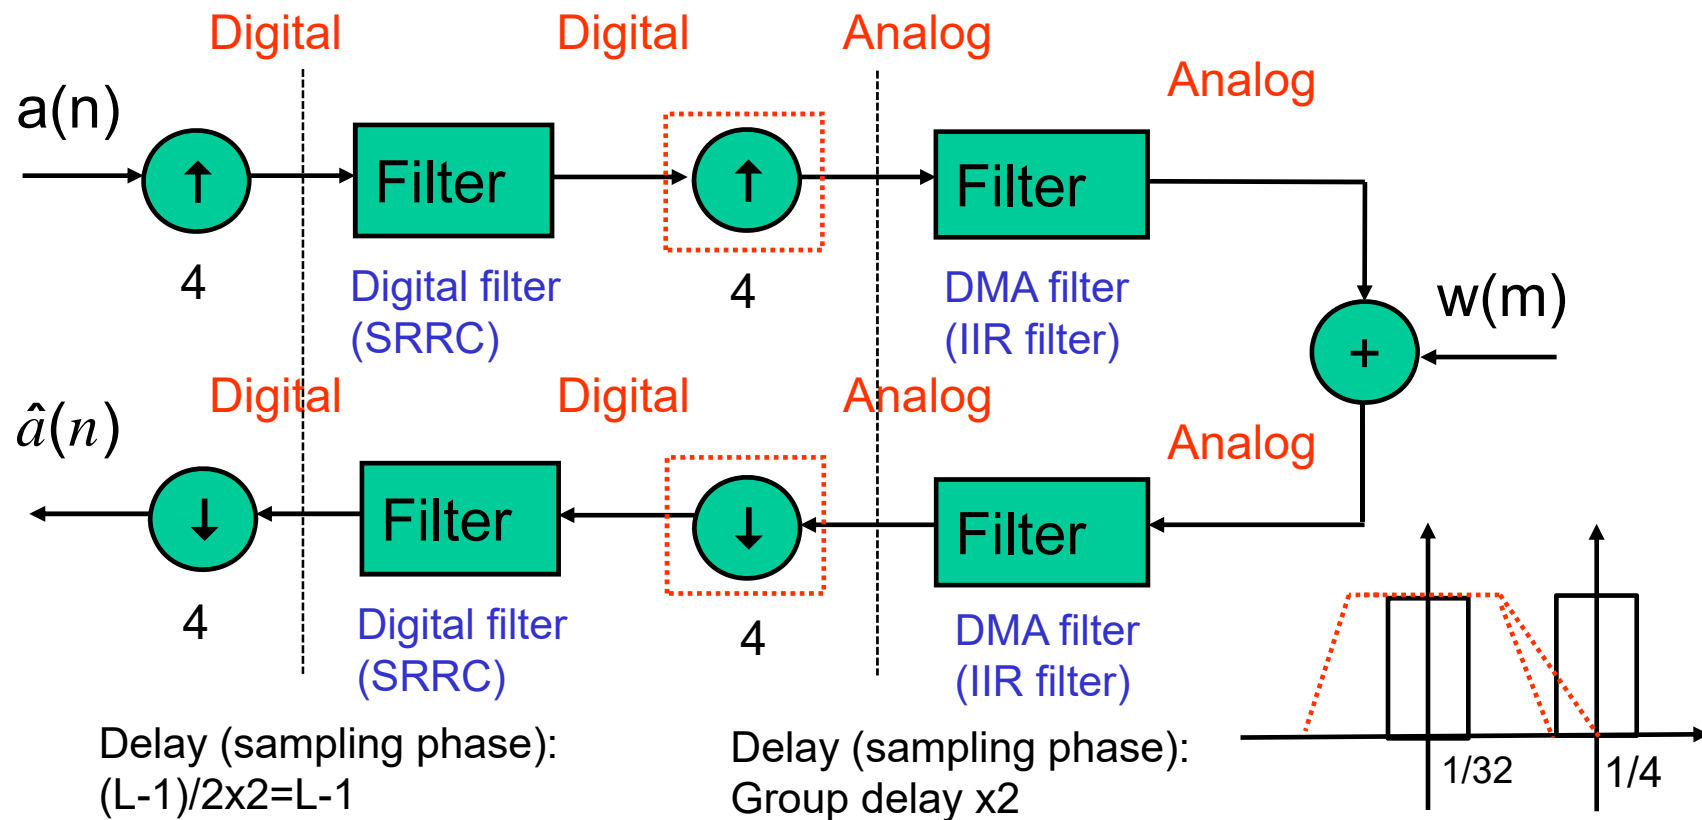 Digital
Digital
Analog
Analog
a(n)
↑
Filter
↑
Filter
4
Digital filter
(SRRC)
4
DMA filter
(IIR filter)
w(m)
+
Digital
Digital
Analog
Analog
â(n)
↓
Filter
↓
Filter
4
Digital filter
(SRRC)
4
DMA filter
(IIR filter)
Delay (sampling phase):
(L-1)/2x2=L-1
Delay (sampling phase):
Group delay x2
1/32
1/4